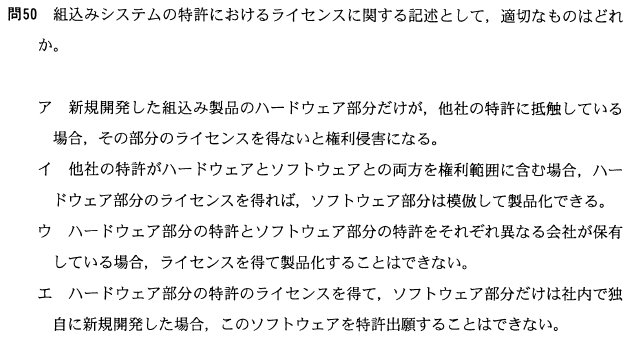 問50 組込みシステムの特許におけるライセンスに関する記述として，適切なものはどれ
か。
ア 新規開発した組込み製品のハードウェア部分だけが，他社の特許に抵触している
場合，その部分のライセンスを得ないと権利侵害になる。
イ 他社の特許がハードウェアとソフトウェアとの両方を権利範囲に含む場合，ハー
ドウェア部分のライセンスを得れば，ソフトウェア部分は模倣して製品化できる。
ウ ハードウェア部分の特許とソフトウェア部分の特許をそれぞれ異なる会社が保有
している場合，ライセンスを得て製品化することはできない。
エ ハードウェア部分の特許のライセンスを得て，ソフトウェア部分だけは社内で独
自に新規開発した場合，このソフトウェアを特許出願することはできない。